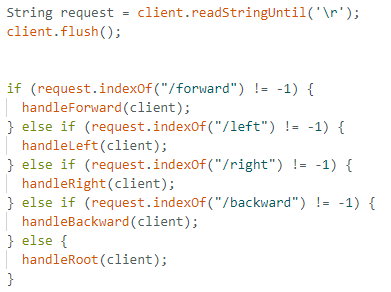 String request = client.readStringUntil('\r');
client.flush();
if (request.indexOf("/forward") != -1) {
handleForward(client);
} else if (request.indexOf("/left") != -1) {
handleLeft(client);
} else if (request.indexOf("/right") != -1) {
handleRight(client);
} else if (request.indexOf("/backward") != -1) {
handleBackward(client);
} else {
handleRoot(client);
}